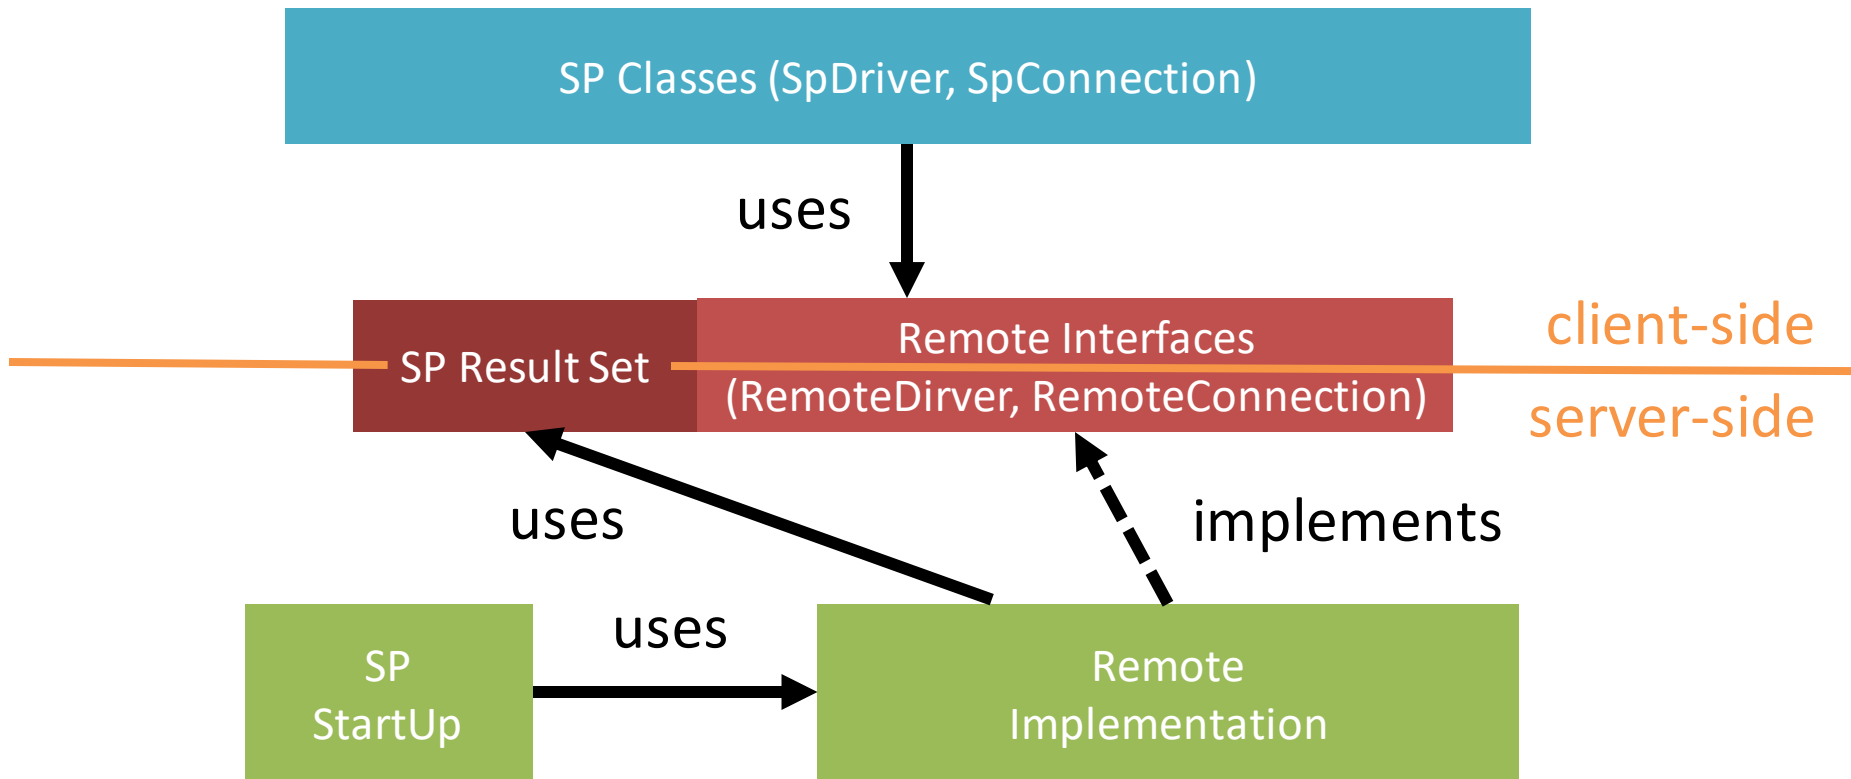 SP Classes (SpDriver, SpConnection)
uses
SP Result Set
Remote Interfaces
(RemoteDirver, RemoteConnection)
client-side
server-side
uses
implements
uses
SP
StartUp
Remote
Implementation